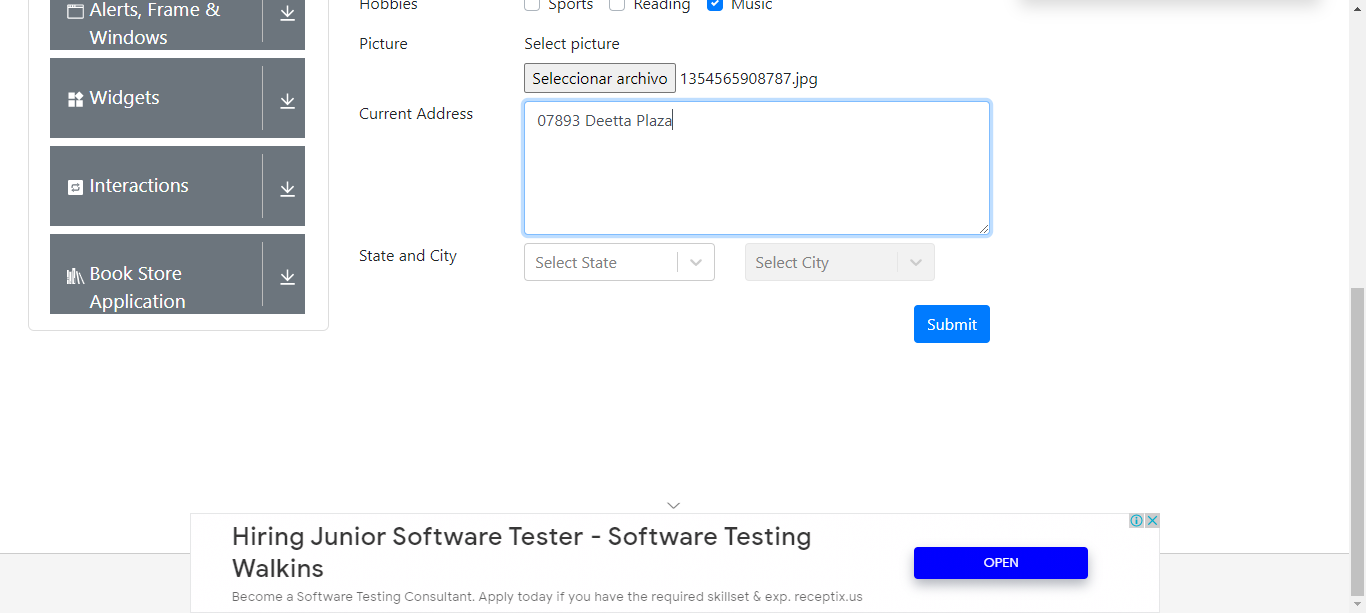 Alerts, Frame &
Windows
Widgets
Interactions
Book Store
Application
Hobbies
Sports Reading Music
Picture
Select picture
Seleccionar archivo 1354565908787.jpg
Current Address
07893 Deetta Plaza
State and City
Select State
Select City
Submit
Hiring Junior Software Tester - Software Testing
Walkins
Become a Software Testing Consultant. Apply today if you have the required skillset & exp. receptix.us
OPEN